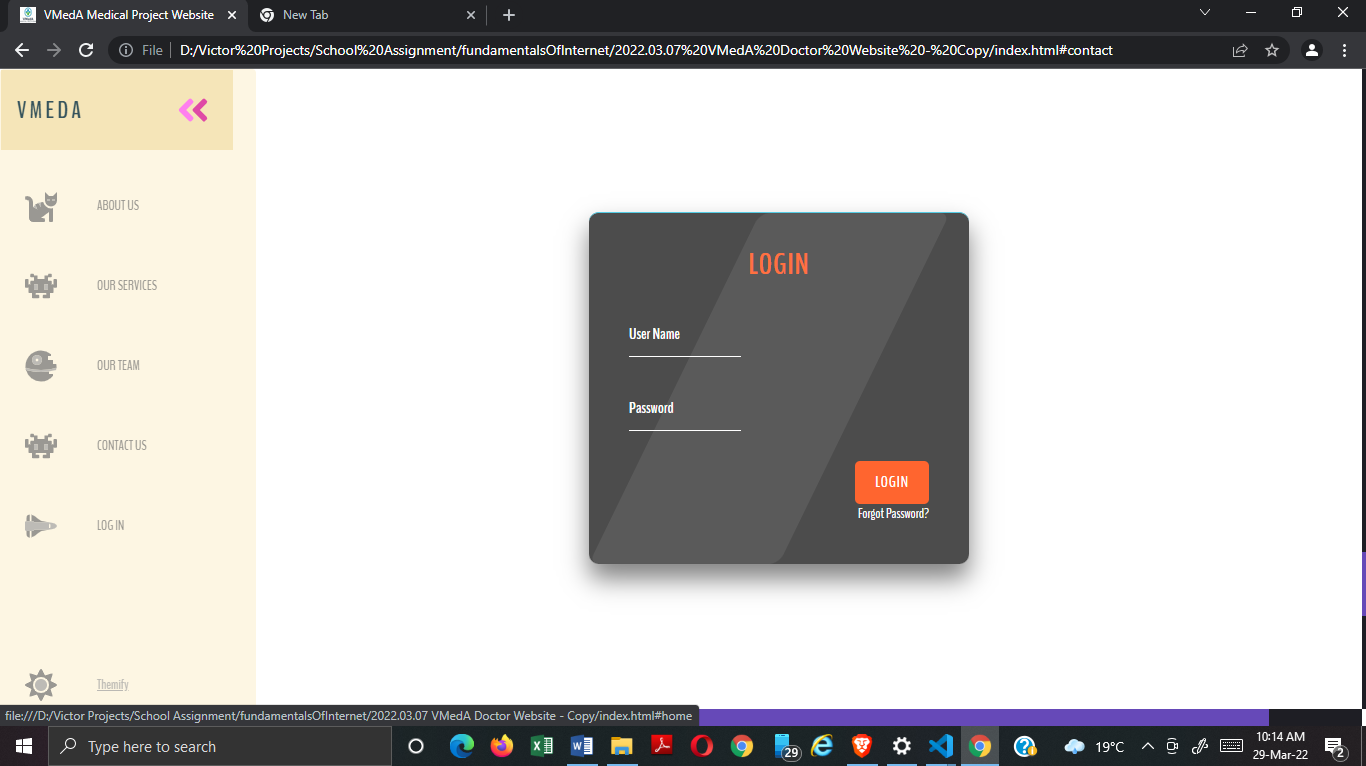 VMedA Medical Project Website
New Tab
File
D:/Victor%20Projects/School%20Assignment/fundamentalsOfInternet/2022.03.07%20VMedA%20Doctor%20Website%20-%20Copy/index.html#contact
VMEDA
ABOUT US
OUR SERVICES
OUR TEAM
CONTACT US
LOG IN
Themify
LOGIN
User Name
Password
LOGIN
Forgot Password?
file:///D:/Victor Projects/School Assignment/fundamentalsOfInternet/2022.03.07 VMedA Doctor Website - Copy/index.html#home
Type here to search
29
19°C
10:14 AM
29-Mar-22
2